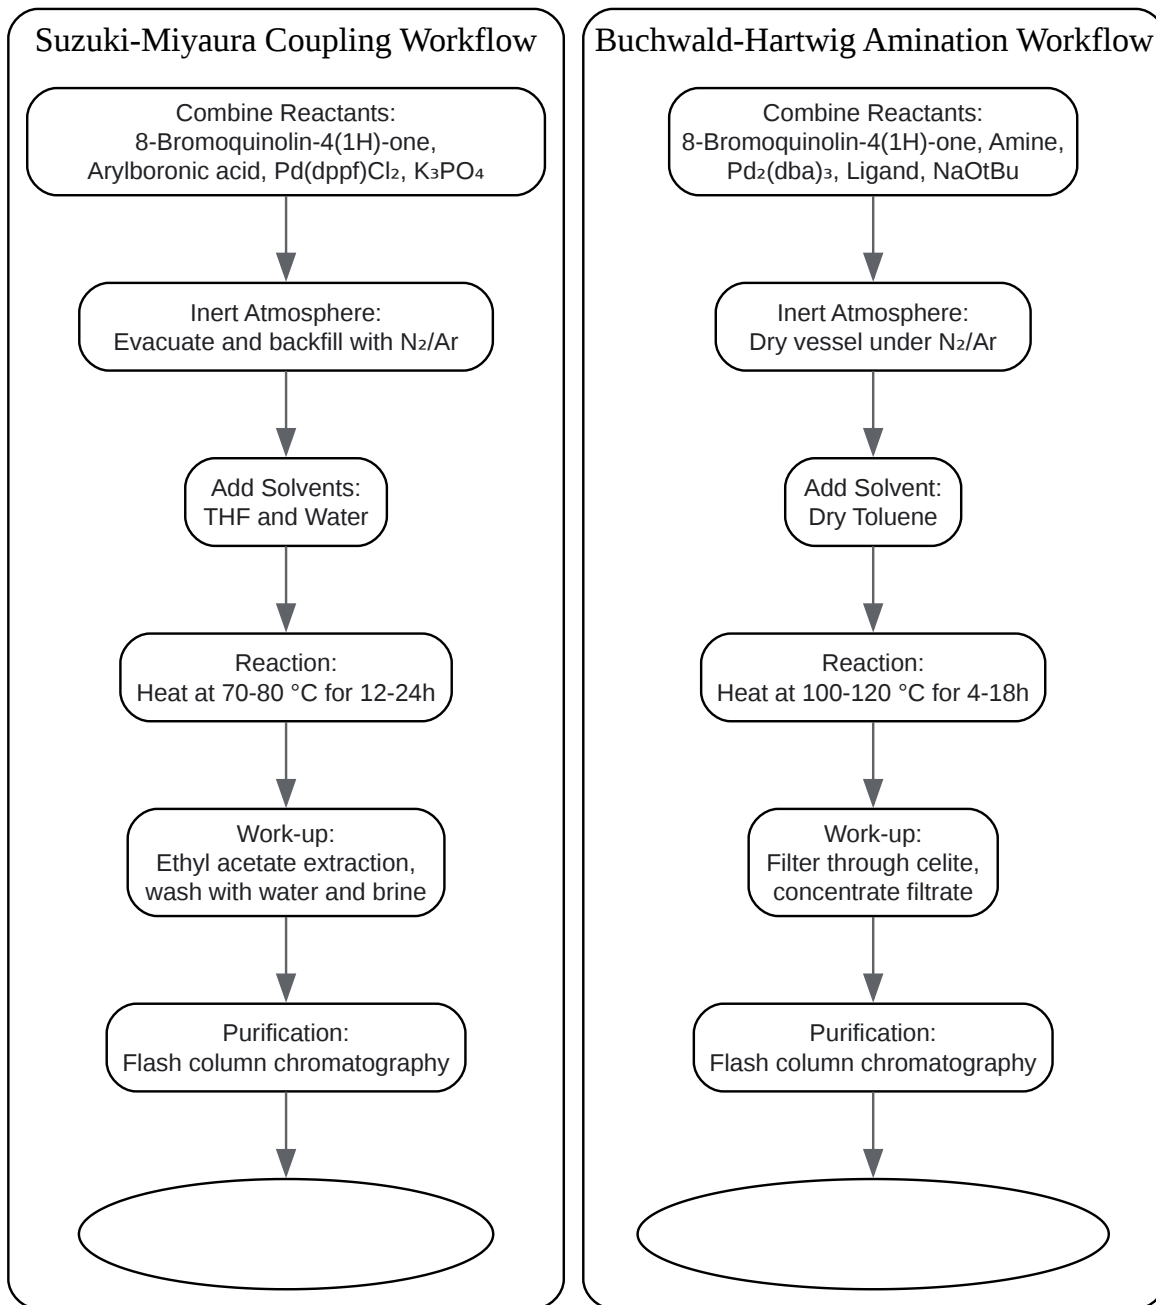 Suzuki-Miyaura Coupling Workflow
Combine Reactants:
8-Bromoquinolin-4(1H)-one,
Arylboronic acid, Pd(dppf)Cl₂, K₃PO₄
Inert Atmosphere:
Evacuate and backfill with N₂/Ar
Add Solvents:
THF and Water
Reaction:
Heat at 70-80 °C for 12-24h
Work-up:
Ethyl acetate extraction,
wash with water and brine
Purification:
Flash column chromatography
Buchwald-Hartwig Amination Workflow
Combine Reactants:
8-Bromoquinolin-4(1H)-one, Amine,
Pd₂(dba)₃, Ligand, NaOtBu
Inert Atmosphere:
Dry vessel under N₂/Ar
Add Solvent:
Dry Toluene
Reaction:
Heat at 100-120 °C for 4-18h
Work-up:
Filter through celite,
concentrate filtrate
Purification:
Flash column chromatography